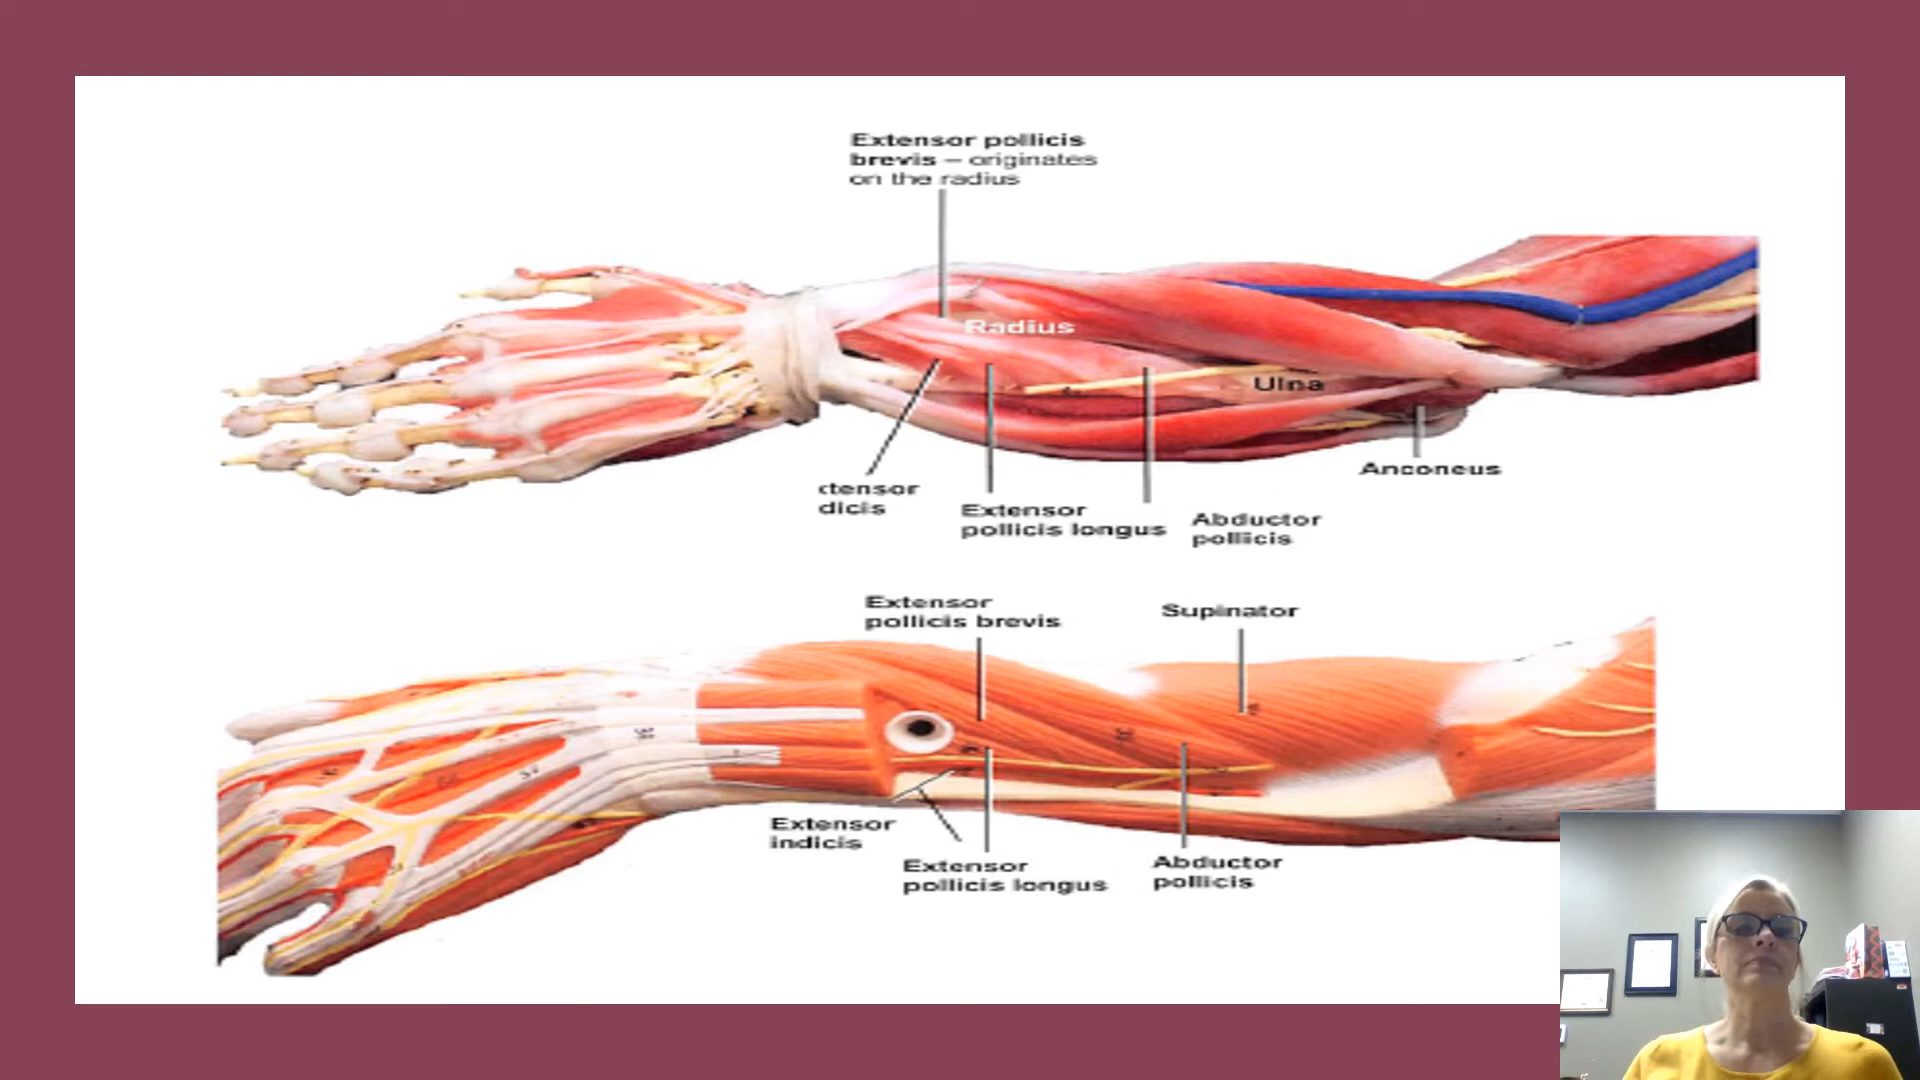 Extensor pollicis
brevis – originates
on the radius
Radius
Ulna
Anconeus
xtensor
dicis
Extensor
pollicis longus
Abductor
pollicis
Extensor
pollicis brevis
Supinator
Extensor
indicis
Extensor
pollicis longus
Abductor
pollicis